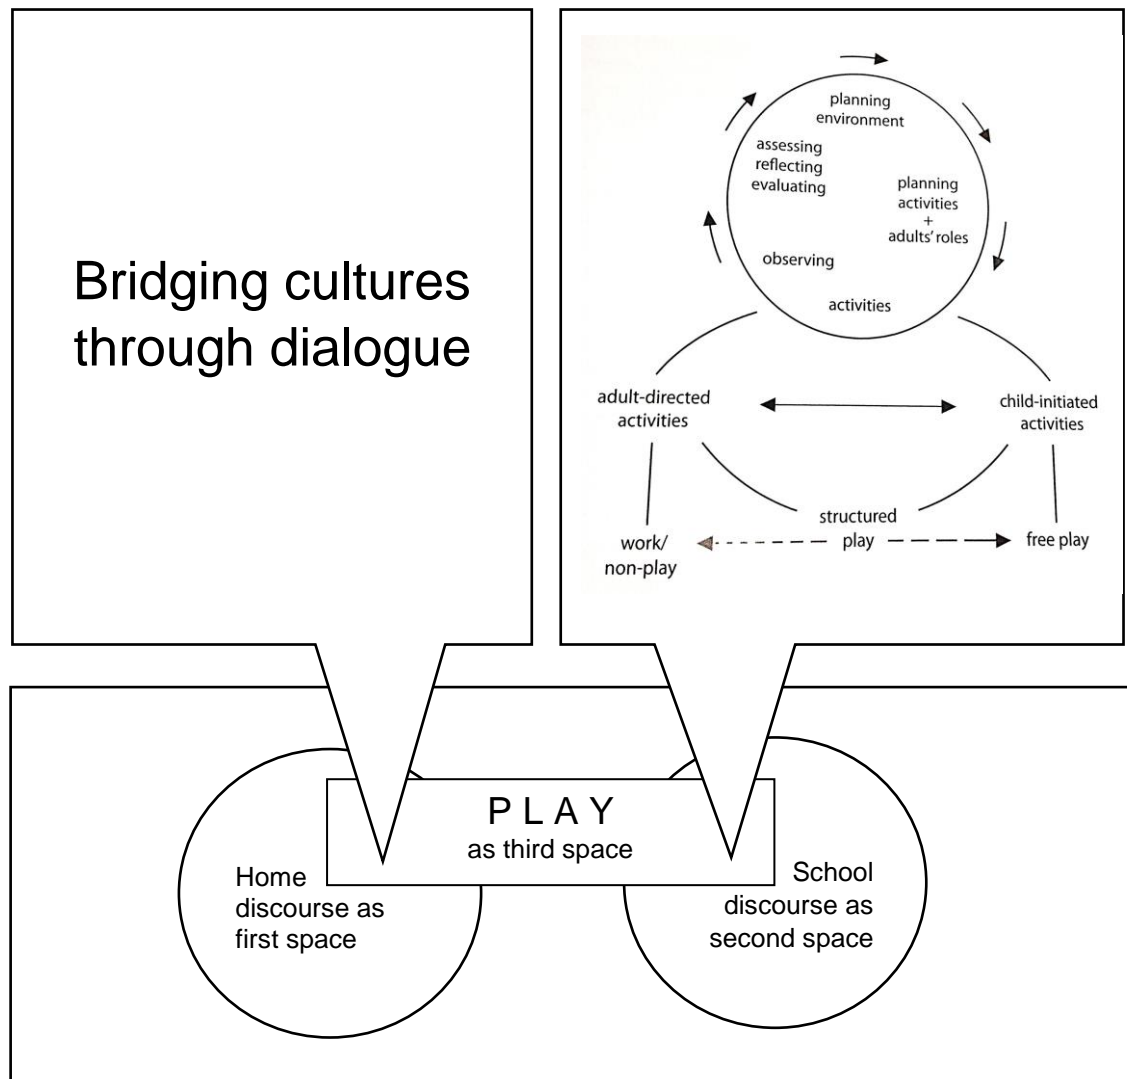 Bridging cultures
through dialogue
planning
environment
assessing
reflecting
evaluating
planning
activities
+
adults' roles
observing
activities
adult-directed
activities
child-initiated
activities
structured
play
work/
non-play
free play
P L A Y
as third space
Home
discourse as
first space
School
discourse as
second space